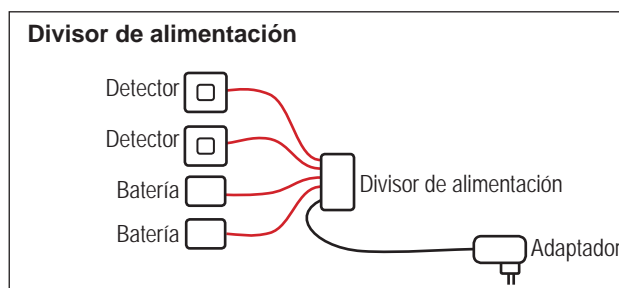 Divisor de alimentación
Detector
Detector
Batería
Divisor de alimentación
Batería
Adaptador